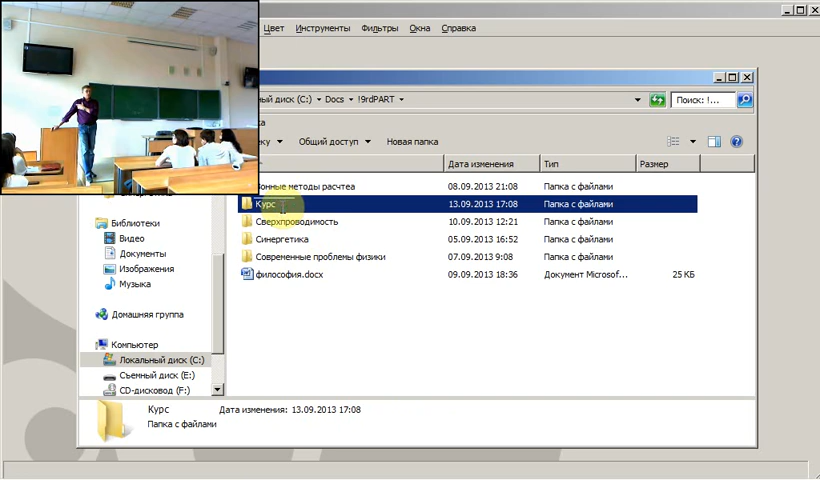 Цвет Инструменты Фильтры Окна Справка
ный диск (C:) Docs !9rdPART Поиск: !...
ка
еку Общий доступ Новая папка
Дата изменения Тип Размер
онные методы расчтеа 08.09.2013 21:08 Папка с файлами
Курс 13.09.2013 17:08 Папка с файлами
Сверхпроводимость 10.09.2013 12:21 Папка с файлами
Синергетика 05.09.2013 16:52 Папка с файлами
Современные проблемы физики 07.09.2013 9:08 Папка с файлами
философия.docx 09.09.2013 18:36 Документ Microsof... 25 КБ
Библиотеки
Видео
Документы
Изображения
Музыка
Домашняя группа
Компьютер
Локальный диск (C:)
Съемный диск (E:)
CD-дисковод (F:)
Курс Дата изменения: 13.09.2013 17:08
Папка с файлами